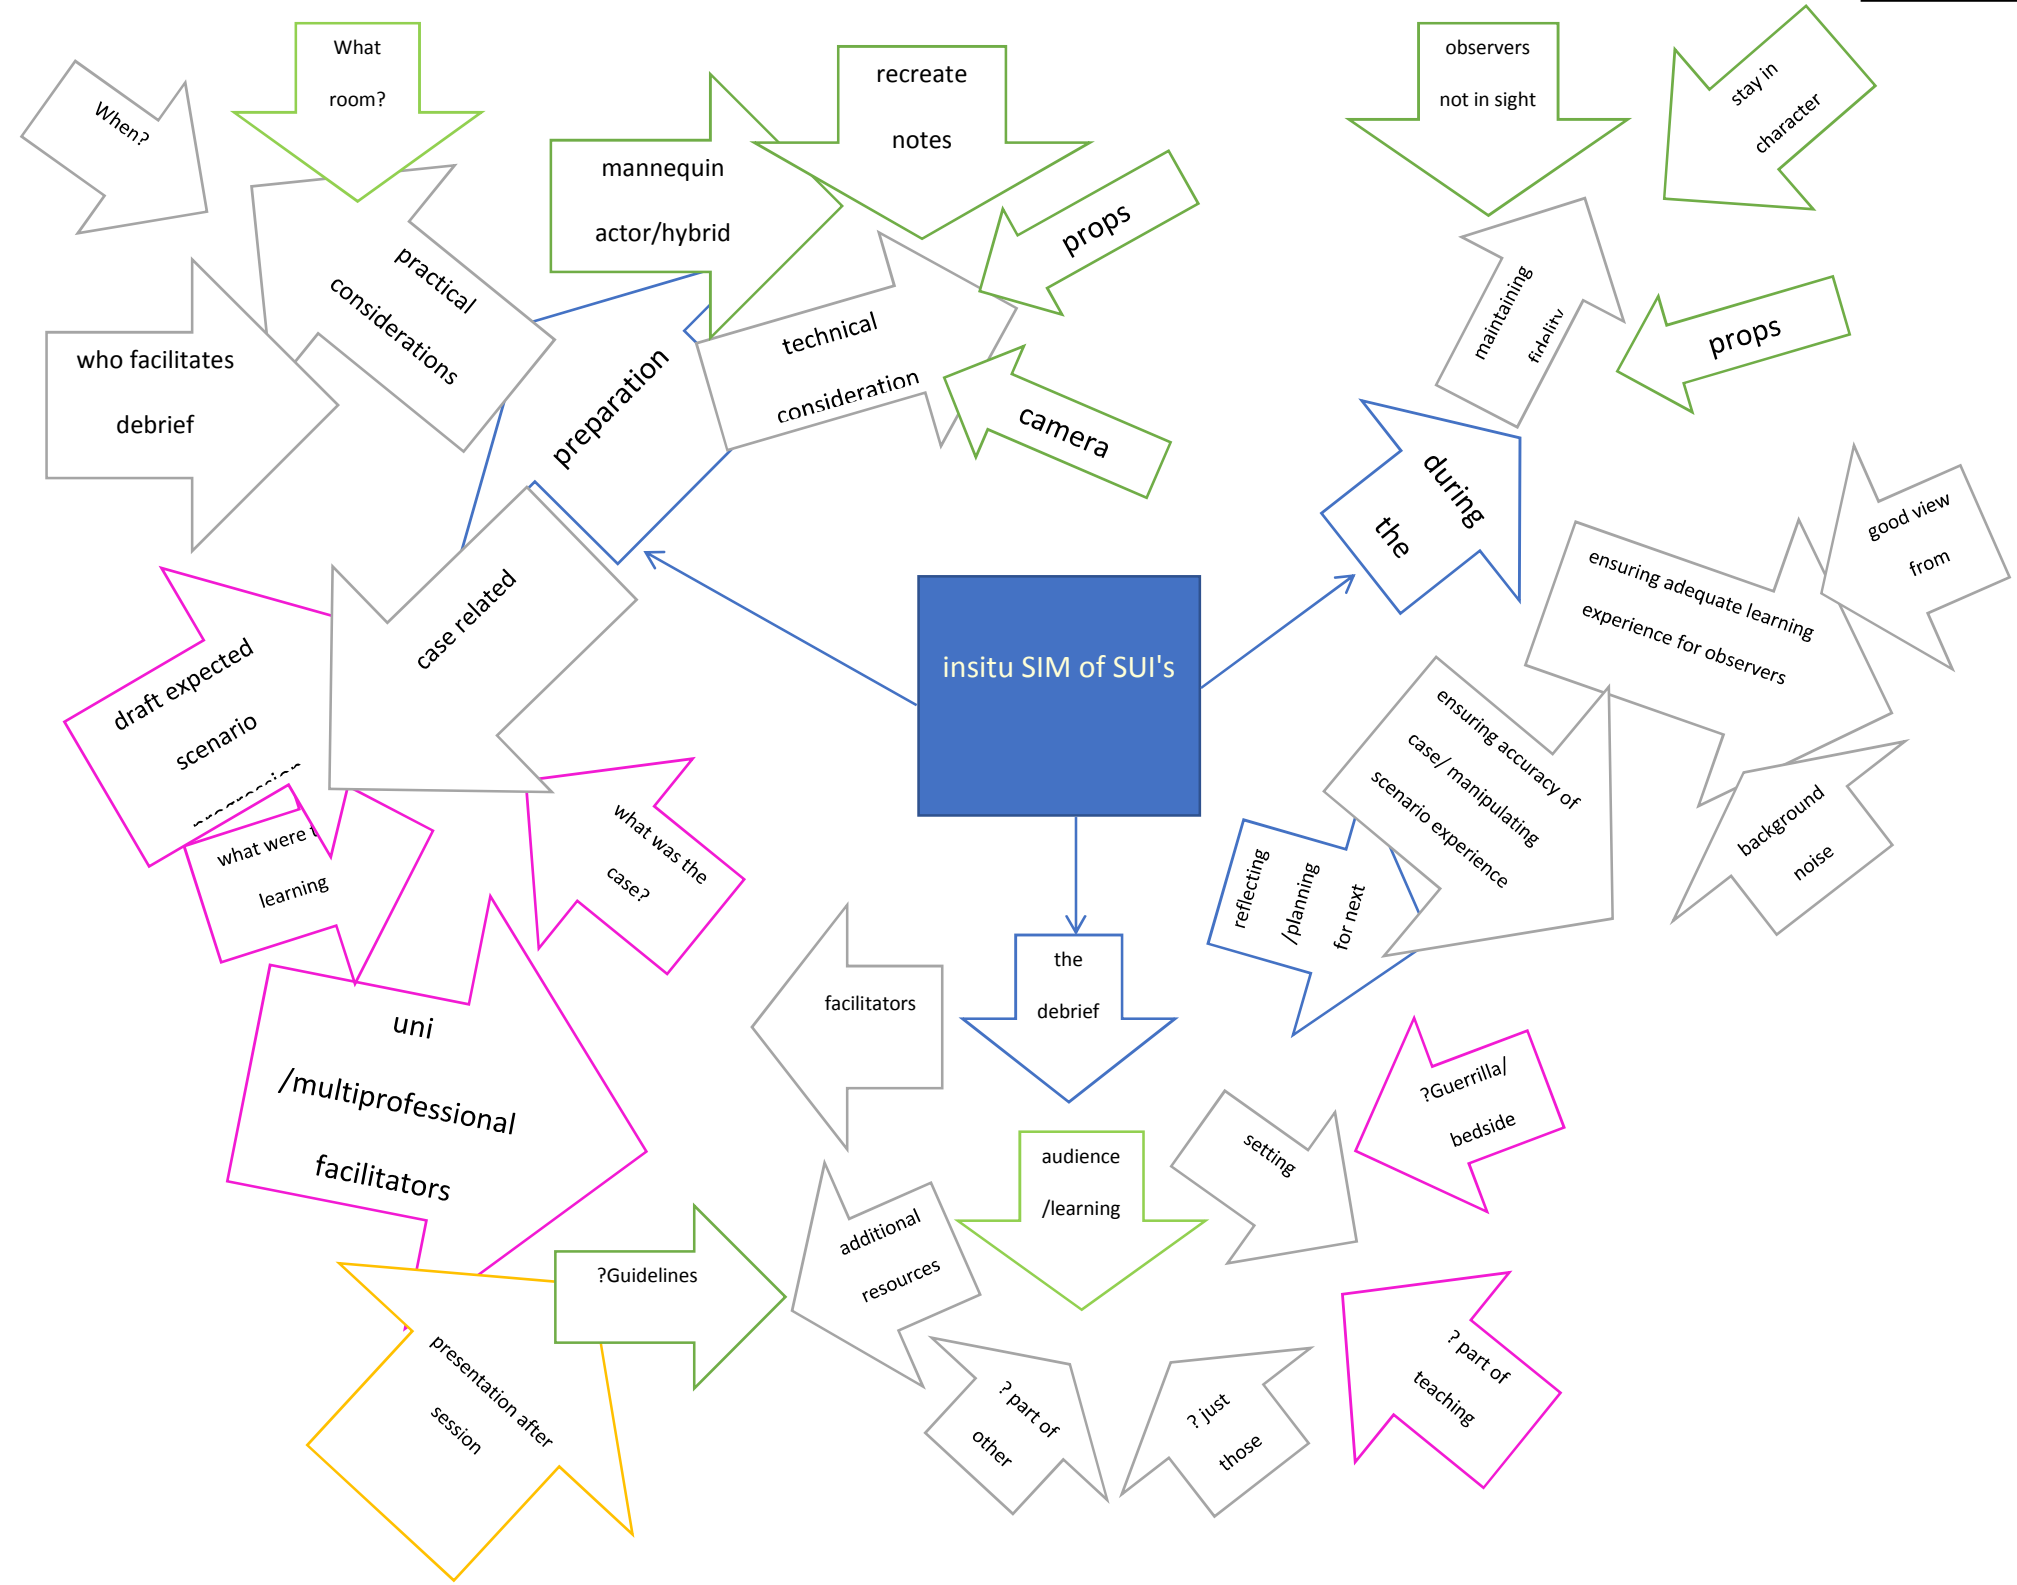 When?
What
room?
practical
considerations
who facilitates
debrief
mannequin
actor/hybrid
recreate
notes
props
technical
consideration
camera
preparation
case related
draft expected
scenario
what were
learning
what was the
case?
uni
/multiprofessional
facilitators
presentation after
session
?Guidelines
insitu SIM of SUI's
observers
not in sight
stay in
character
maintaining
fidelity
props
during
the
good view
from
ensuring adequate learning
experience for observers
ensuring accuracy of
case/ manipulating
scenario experience
background
noise
reflecting
/planning
for next
the
debrief
facilitators
audience
/learning
setting
?Guerrilla/
bedside
additional
resources
? part of
other
? just
those
? part of
teaching